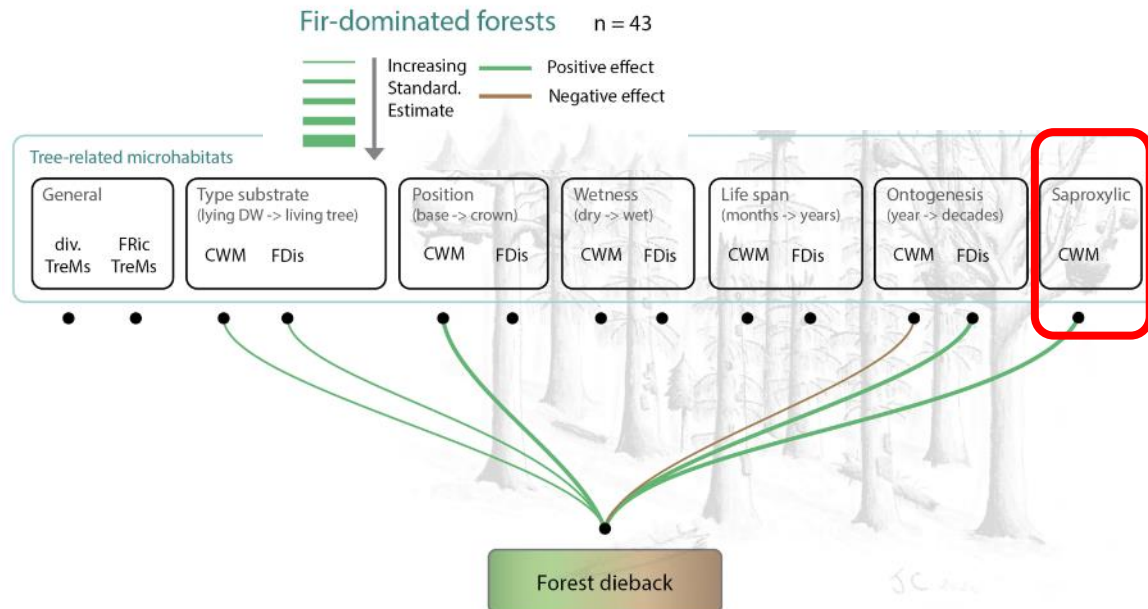 Fir-dominated forests n = 43
Increasing
Standard.
Estimate
Positive effect
Negative effect
Tree-related microhabitats
General
div.
TreMs
FRic
TreMs
Type substrate
(lying DW -> living tree)
CWM FDis
Position
(base -> crown)
CWM FDis
Wetness
(dry -> wet)
CWM FDis
Life span
(months -> years)
CWM FDis
Ontogenesis
(year -> decades)
CWM FDis
Saproxylic
CWM
Forest dieback